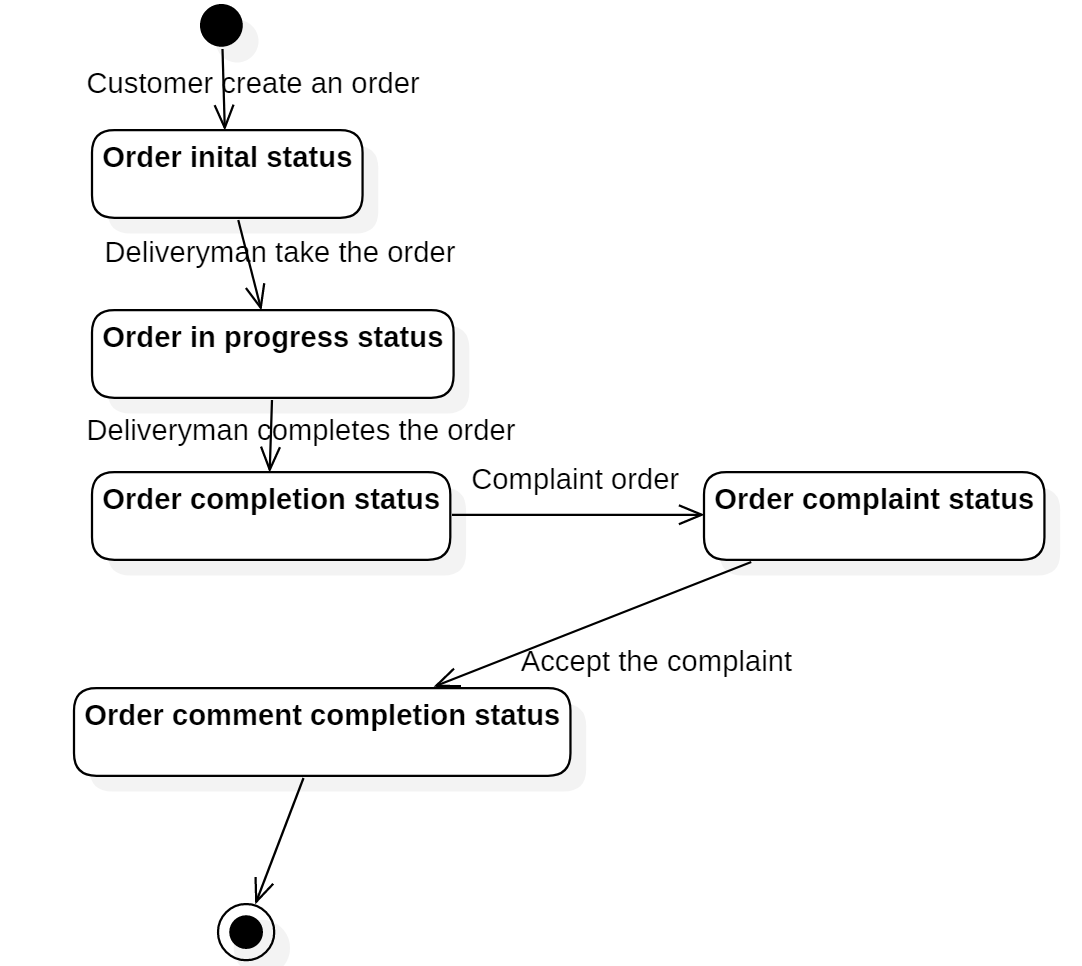 Customer create an order
Order inital status
Deliveryman take the order
Order in progress status
Deliveryman completes the order
Complaint order
Order completion status
Order complaint status
Accept the complaint
Order comment completion status